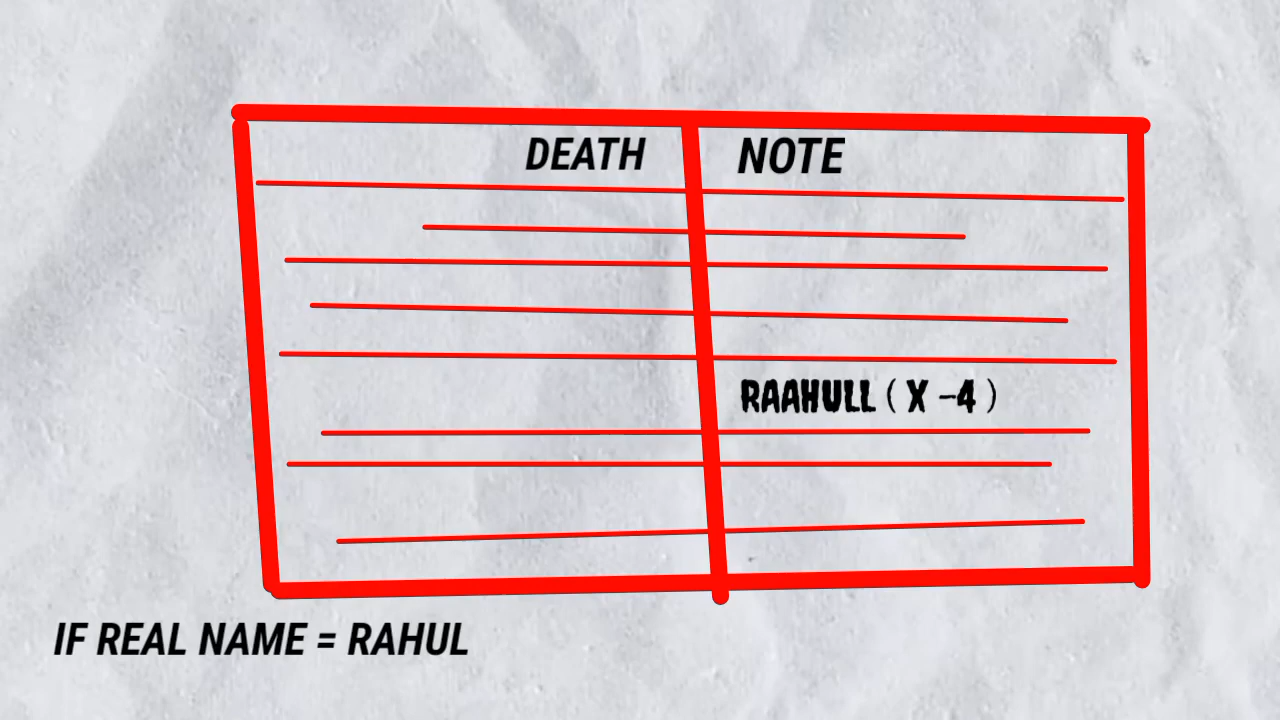 DEATH NOTE
RAAHULL ( X -4 )
IF REAL NAME = RAHUL